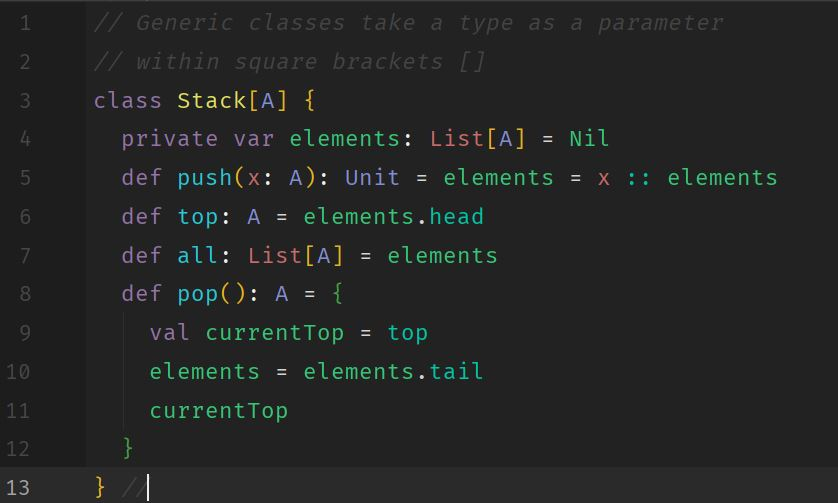 1 // Generic classes take a type as a parameter
2 // within square brackets []
3 class Stack[A] {
4   private var elements: List[A] = Nil
5   def push(x: A): Unit = elements = x :: elements
6   def top: A = elements.head
7   def all: List[A] = elements
8   def pop(): A = {
9     val currentTop = top
10     elements = elements.tail
11     currentTop
12   }
13 } //